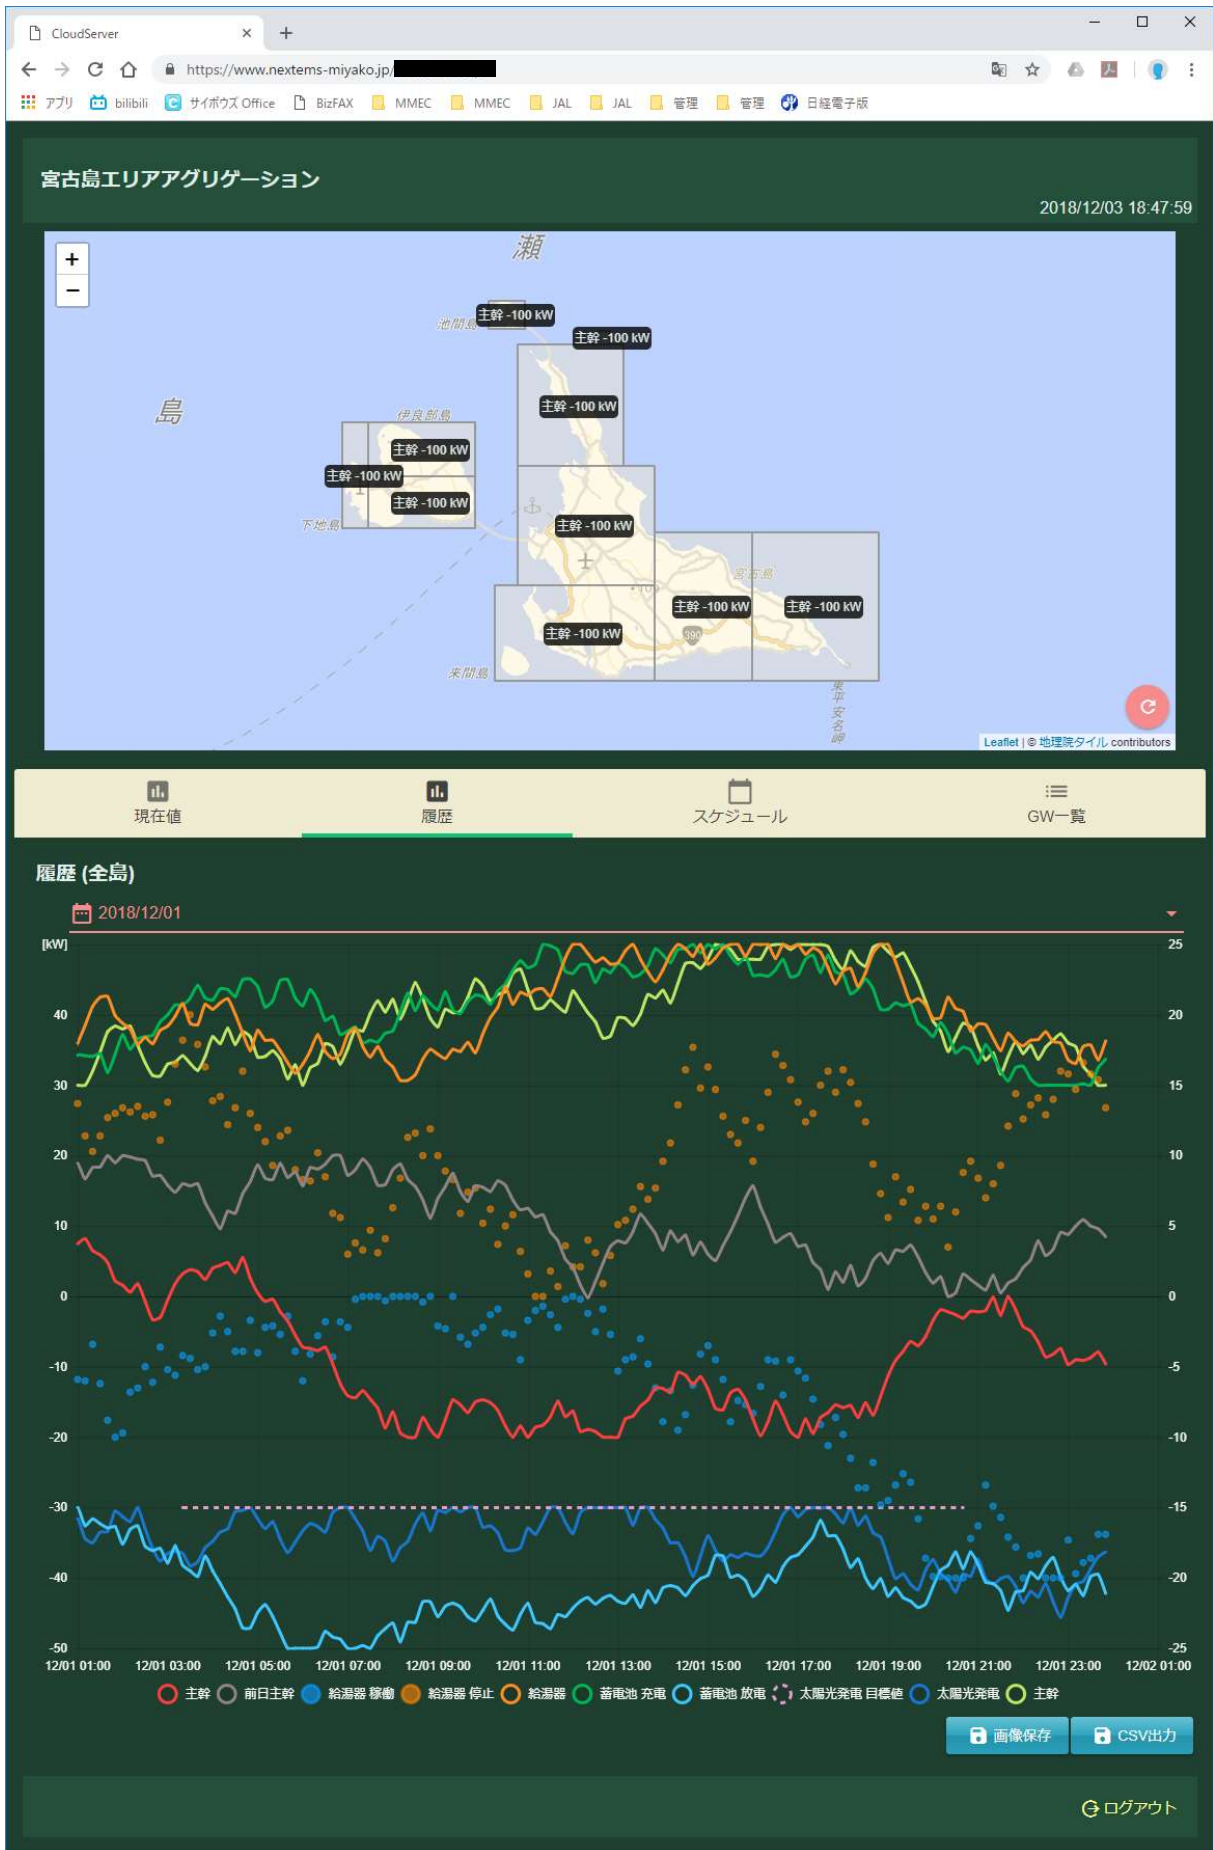 CloudServer
https://www.nextems-miyako.jp/
アプリ bilibili サイボウズ Office BizFAX MMEC MMEC JAL JAL 管理 管理 日経電子版
宮古島エリアアグリゲーション
2018/12/03 18:47:59
+
−
瀬
池間島
主幹 -100 kW
主幹 -100 kW
島
伊良部島
主幹 -100 kW
主幹 -100 kW
主幹 -100 kW
主幹 -100 kW
下地島
主幹 -100 kW
宮古島
主幹 -100 kW
主幹 -100 kW
主幹 -100 kW
390
来間島
東平安名岬
Leaflet | © 地理院タイル contributors
現在値 履歴 スケジュール GW一覧
履歴 (全島)
2018/12/01
[kW] 25
40 20
30 15
20 10
10 5
0 0
-10 -5
-20 -10
-30 -15
-40 -20
-50 -25
12/01 01:00 12/01 03:00 12/01 05:00 12/01 07:00 12/01 09:00 12/01 11:00 12/01 13:00 12/01 15:00 12/01 17:00 12/01 19:00 12/01 21:00 12/01 23:00 12/02 01:00
主幹 前日主幹 給湯器 稼働 給湯器 停止 給湯器 蓄電池 充電 蓄電池 放電 太陽光発電 目標値 太陽光発電 主幹
画像保存 CSV出力
ログアウト